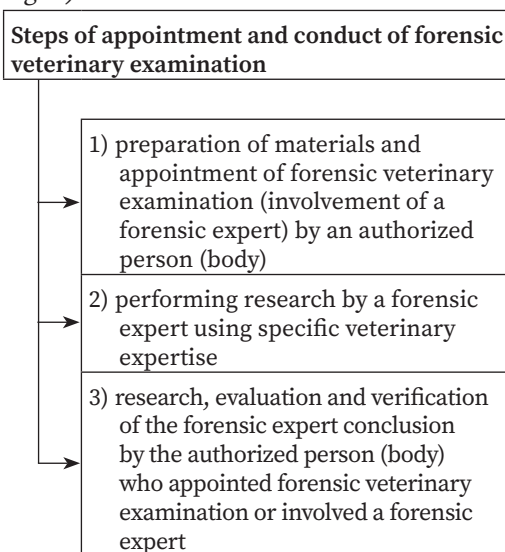 Steps of appointment and conduct of forensic
veterinary examination
1) preparation of materials and
appointment of forensic veterinary
examination (involvement of a
forensic expert) by an authorized
person (body)
2) performing research by a forensic
expert using specific veterinary
expertise
3) research, evaluation and verification
of the forensic expert conclusion
by the authorized person (body)
who appointed forensic veterinary
examination or involved a forensic
expert